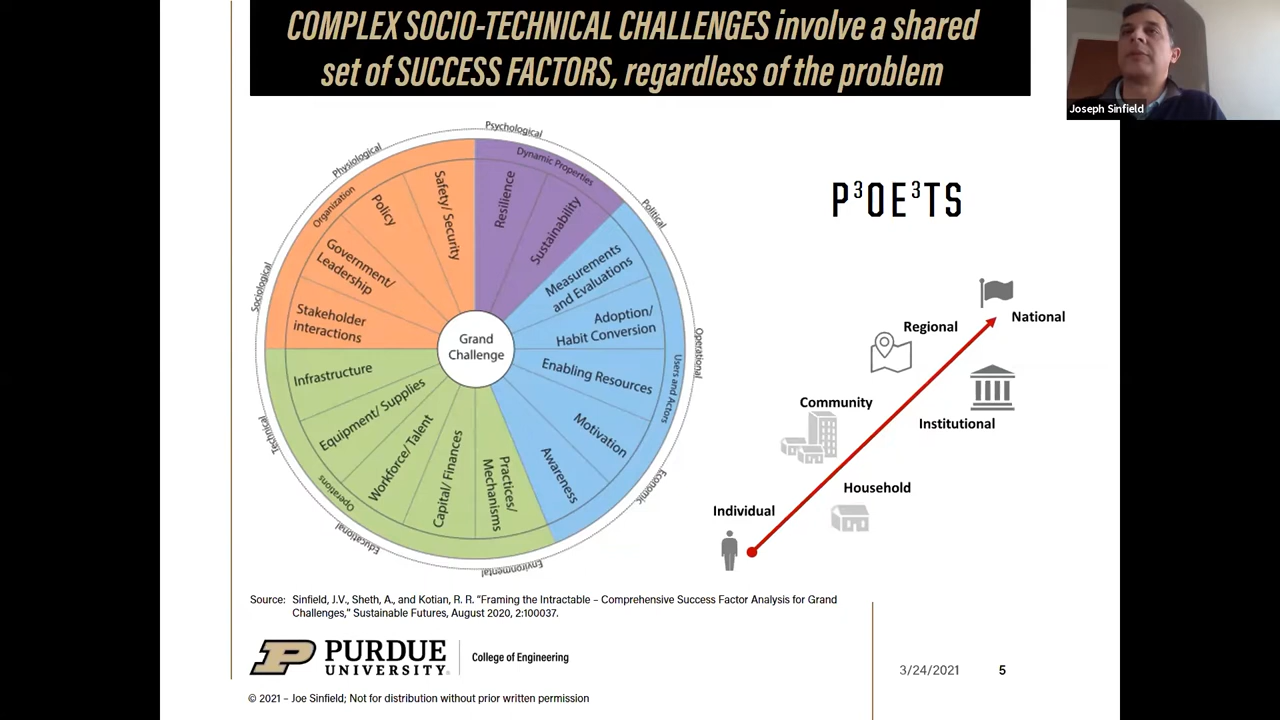 COMPLEX SOCIO-TECHNICAL CHALLENGES involve a shared
set of SUCCESS FACTORS, regardless of the problem
Joseph Sinfield
Psychological
Physiological
Political
Sociological
Operational
Technical
Economic
Educational
Environmental
Dynamic Properties
Organization
Users and Actors
Operations
Resilience
Sustainability
Measurements
and Evaluations
Adoption/
Habit Conversion
Enabling Resources
Motivation
Awareness
Practices/
Mechanisms
Capital/ Finances
Workforce/Talent
Equipment/ Supplies
Infrastructure
Stakeholder
interactions
Government/
Leadership
Policy
Safety/ Security
Grand
Challenge
P³OE³TS
National
Regional
Institutional
Community
Household
Individual
Source: Sinfield, J.V., Sheth, A., and Kotian, R. R. "Framing the Intractable – Comprehensive Success Factor Analysis for Grand
Challenges," Sustainable Futures, August 2020, 2:100037.
P PURDUE
UNIVERSITY
College of Engineering
3/24/2021 5
© 2021 – Joe Sinfield; Not for distribution without prior written permission